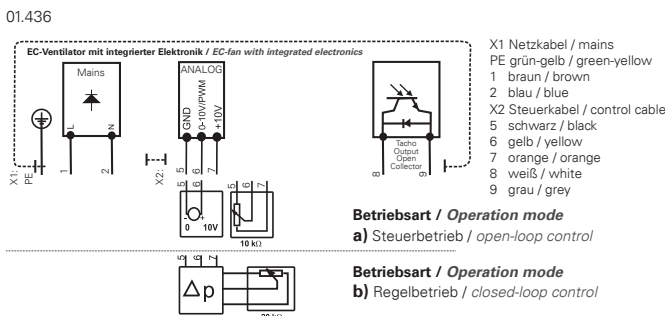 01.436
EC-Ventilator mit integrierter Elektronik / EC-fan with integrated electronics
Mains
L
N
ANALOG
GND
0-10V/PWM
+10V
Tacho
Output
Open
Collector
X1:
PE
1
2
X2:
5
6
7
8
9
5
6
7
- +
0 10V
5
6
7
10 kΩ
X1 Netzkabel / mains
PE grün-gelb / green-yellow
1 braun / brown
2 blau / blue
X2 Steuerkabel / control cable
5 schwarz / black
6 gelb / yellow
7 orange / orange
8 weiß / white
9 grau / grey
Betriebsart / Operation mode
a) Steuerbetrieb / open-loop control
5
6
7
Δp
Betriebsart / Operation mode
b) Regelbetrieb / closed-loop control